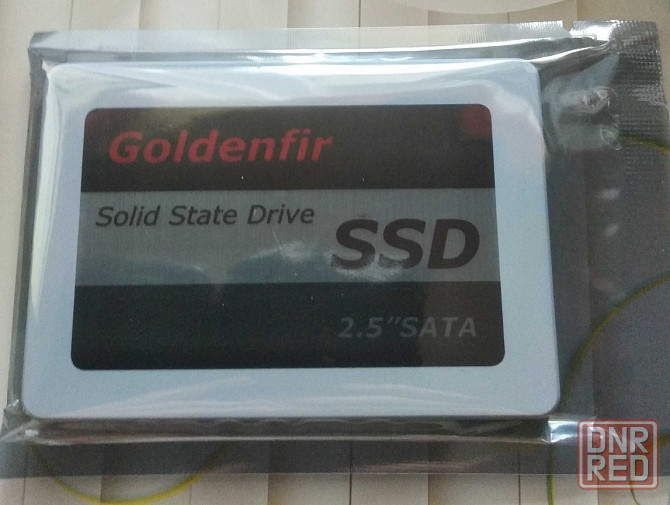 Goldenfir
Solid State Drive
SSD
2.5"SATA
DNR
RED